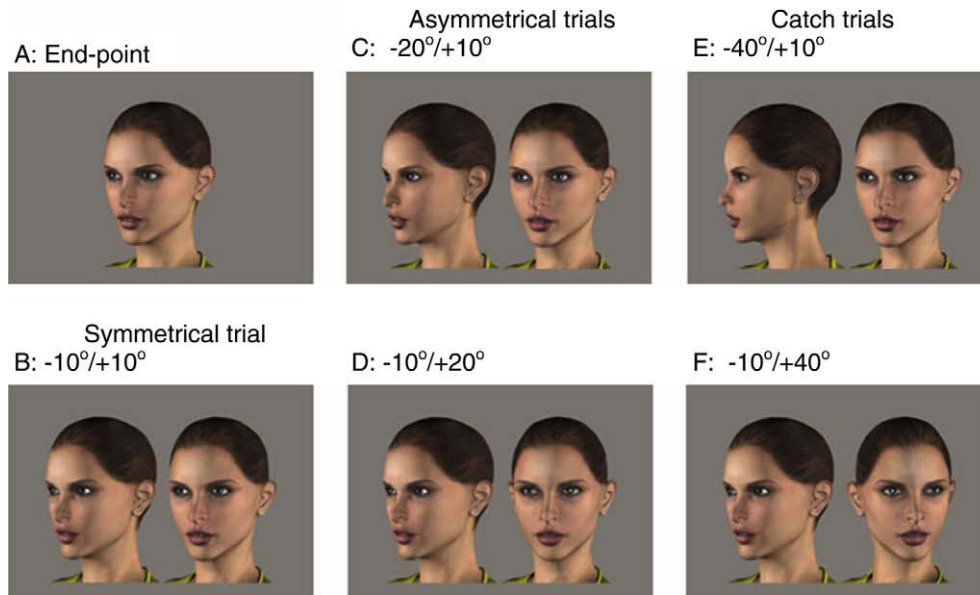 Asymmetrical trials
Catch trials
A: End-point
C: -20°/+10°
E: -40°/+10°
Symmetrical trial
B: -10°/+10°
D: -10°/+20°
F: -10°/+40°